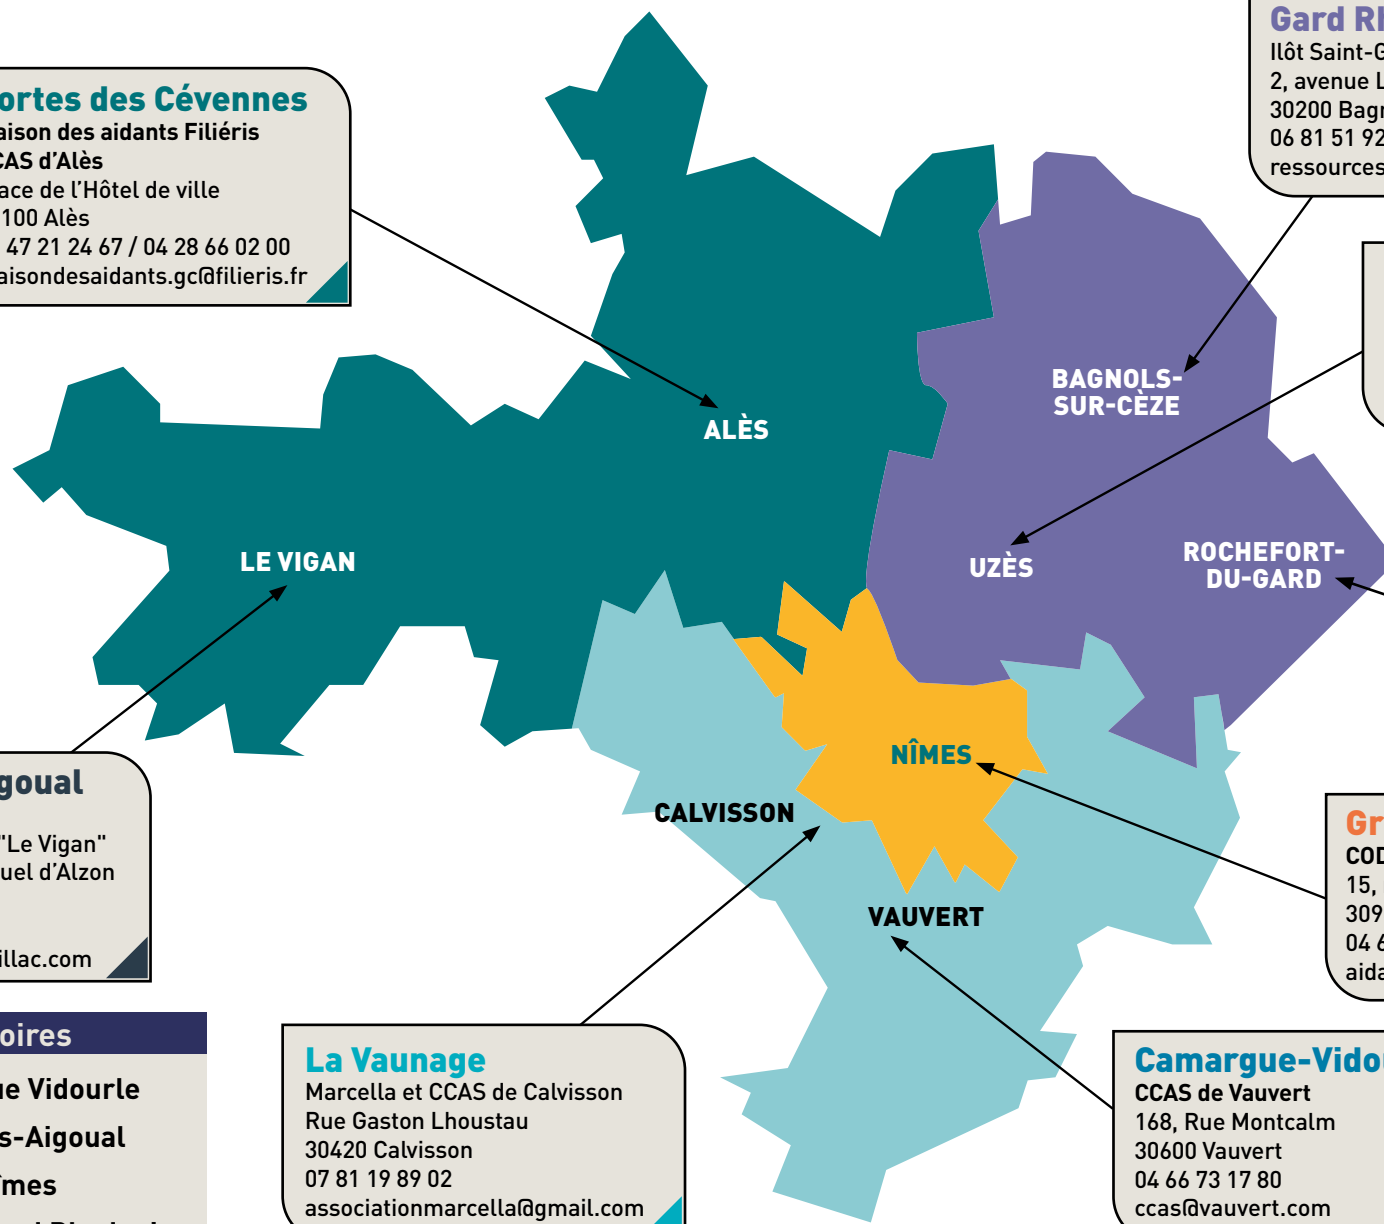 ortes des Cévennes
aison des aidants Filiéris
CAS d'Alès
ace de l'Hôtel de ville
100 Alès
47 21 24 67 / 04 28 66 02 00
aisondesaidants.gc@filieris.fr
Gard Rh
Ilôt Saint-G
2, avenue L
30200 Bagn
06 81 51 92
ressources
BAGNOLS-
SUR-CÈZE
ALÈS
LE VIGAN
UZÈS
ROCHEFORT-
DU-GARD
NÎMES
CALVISSON
VAUVERT
goual
"Le Vigan"
uel d'Alzon
illac.com
Gr
COD
15,
309
04 6
aida
oires
ue Vidourle
s-Aigoual
îmes
La Vaunage
Marcella et CCAS de Calvisson
Rue Gaston Lhoustau
30420 Calvisson
07 81 19 89 02
associationmarcella@gmail.com
Camargue-Vidou
CCAS de Vauvert
168, Rue Montcalm
30600 Vauvert
04 66 73 17 80
ccas@vauvert.com